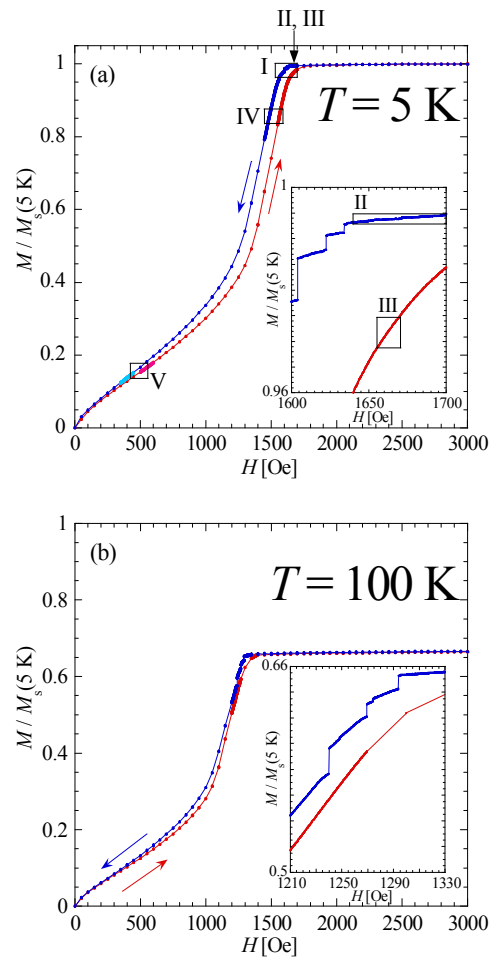 II, III
1
(a)
I
T = 5 K
0.8
IV
M / Ms(5 K)
0.6
1
II
M / Ms(5 K)
0.4
III
0.2
V
0.96
1600
1650
1700
H [Oe]
0
0
500
1000
1500
2000
2500
3000
H [Oe]
1
(b)
T = 100 K
0.8
M / Ms(5 K)
0.6
0.66
M / Ms(5 K)
0.4
0.2
0.5
1210
1250
1290
1330
H [Oe]
0
0
500
1000
1500
2000
2500
3000
H [Oe]